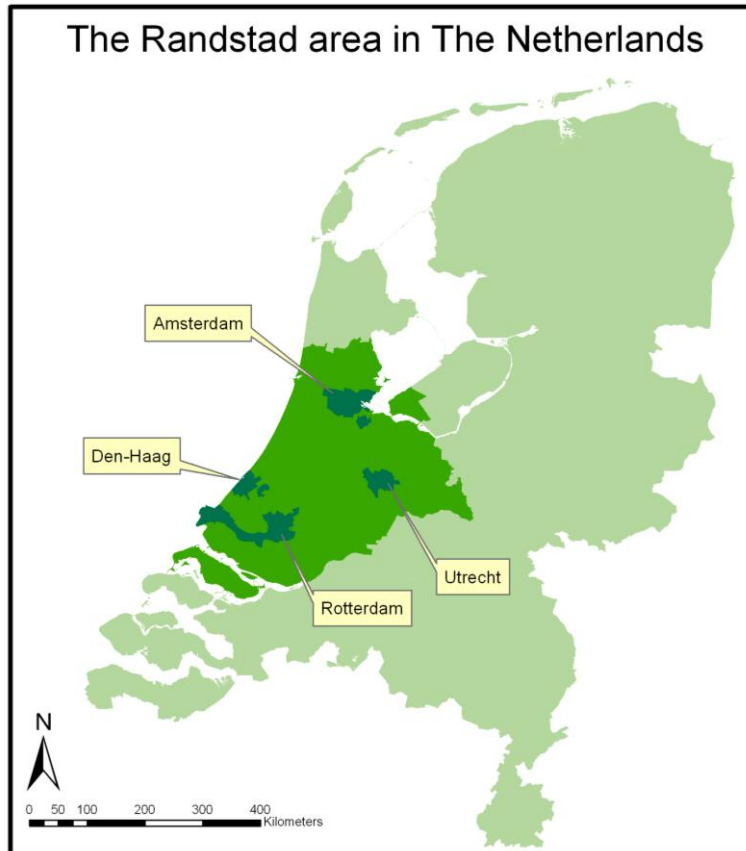 The Randstad area in The Netherlands
Amsterdam
Den-Haag
Utrecht
Rotterdam
N
0 50 100 200 300 400
Kilometers